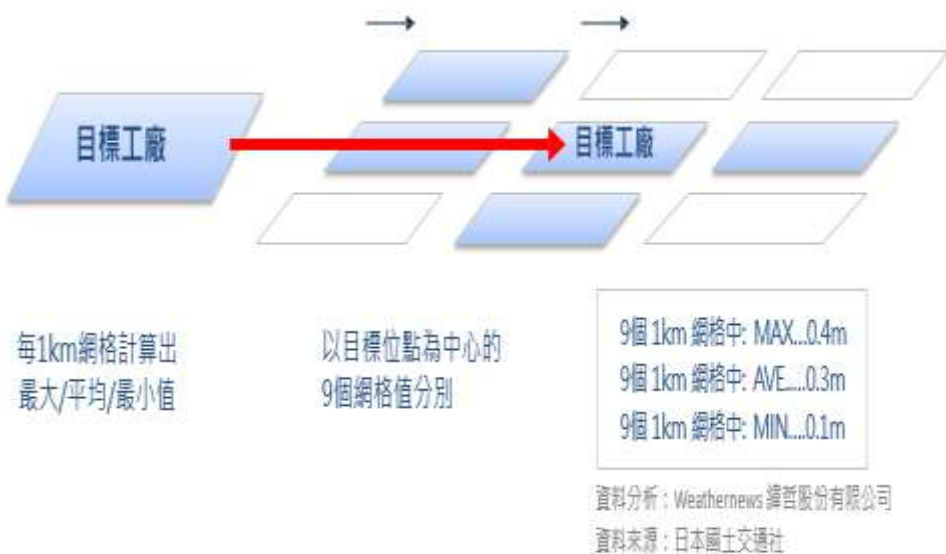 目標工廠
目標工廠
每1km網格計算出
最大/平均/最小值
以目標位點為中心的
9個網格值分別
9個 1km 網格中: MAX...0.4m
9個 1km 網格中: AVE....0.3m
9個 1km 網格中: MIN....0.1m
資料分析：Weathernews 緯哲股份有限公司
資料來源：日本國土交通社